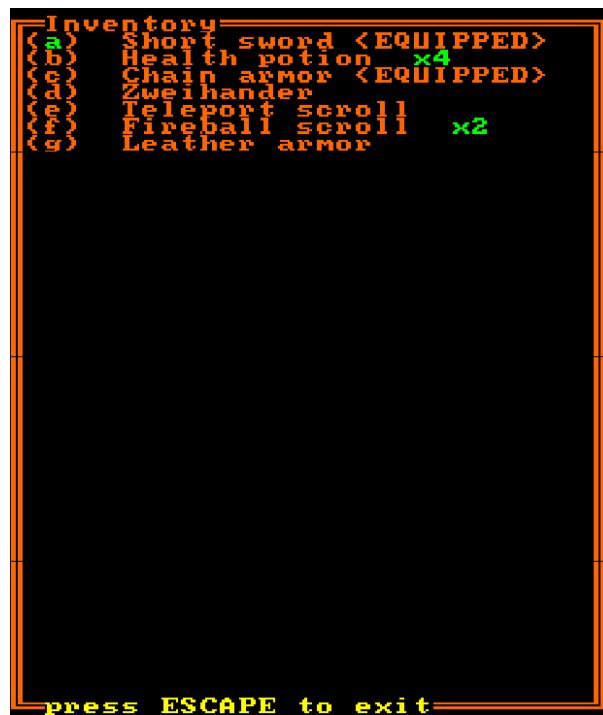 Inventory
(a) Short sword <EQUIPPED>
(b) Health potion x4
(c) Chain armor <EQUIPPED>
(d) Zweihander
(e) Teleport scroll
(f) Fireball scroll x2
(g) Leather armor
press ESCAPE to exit